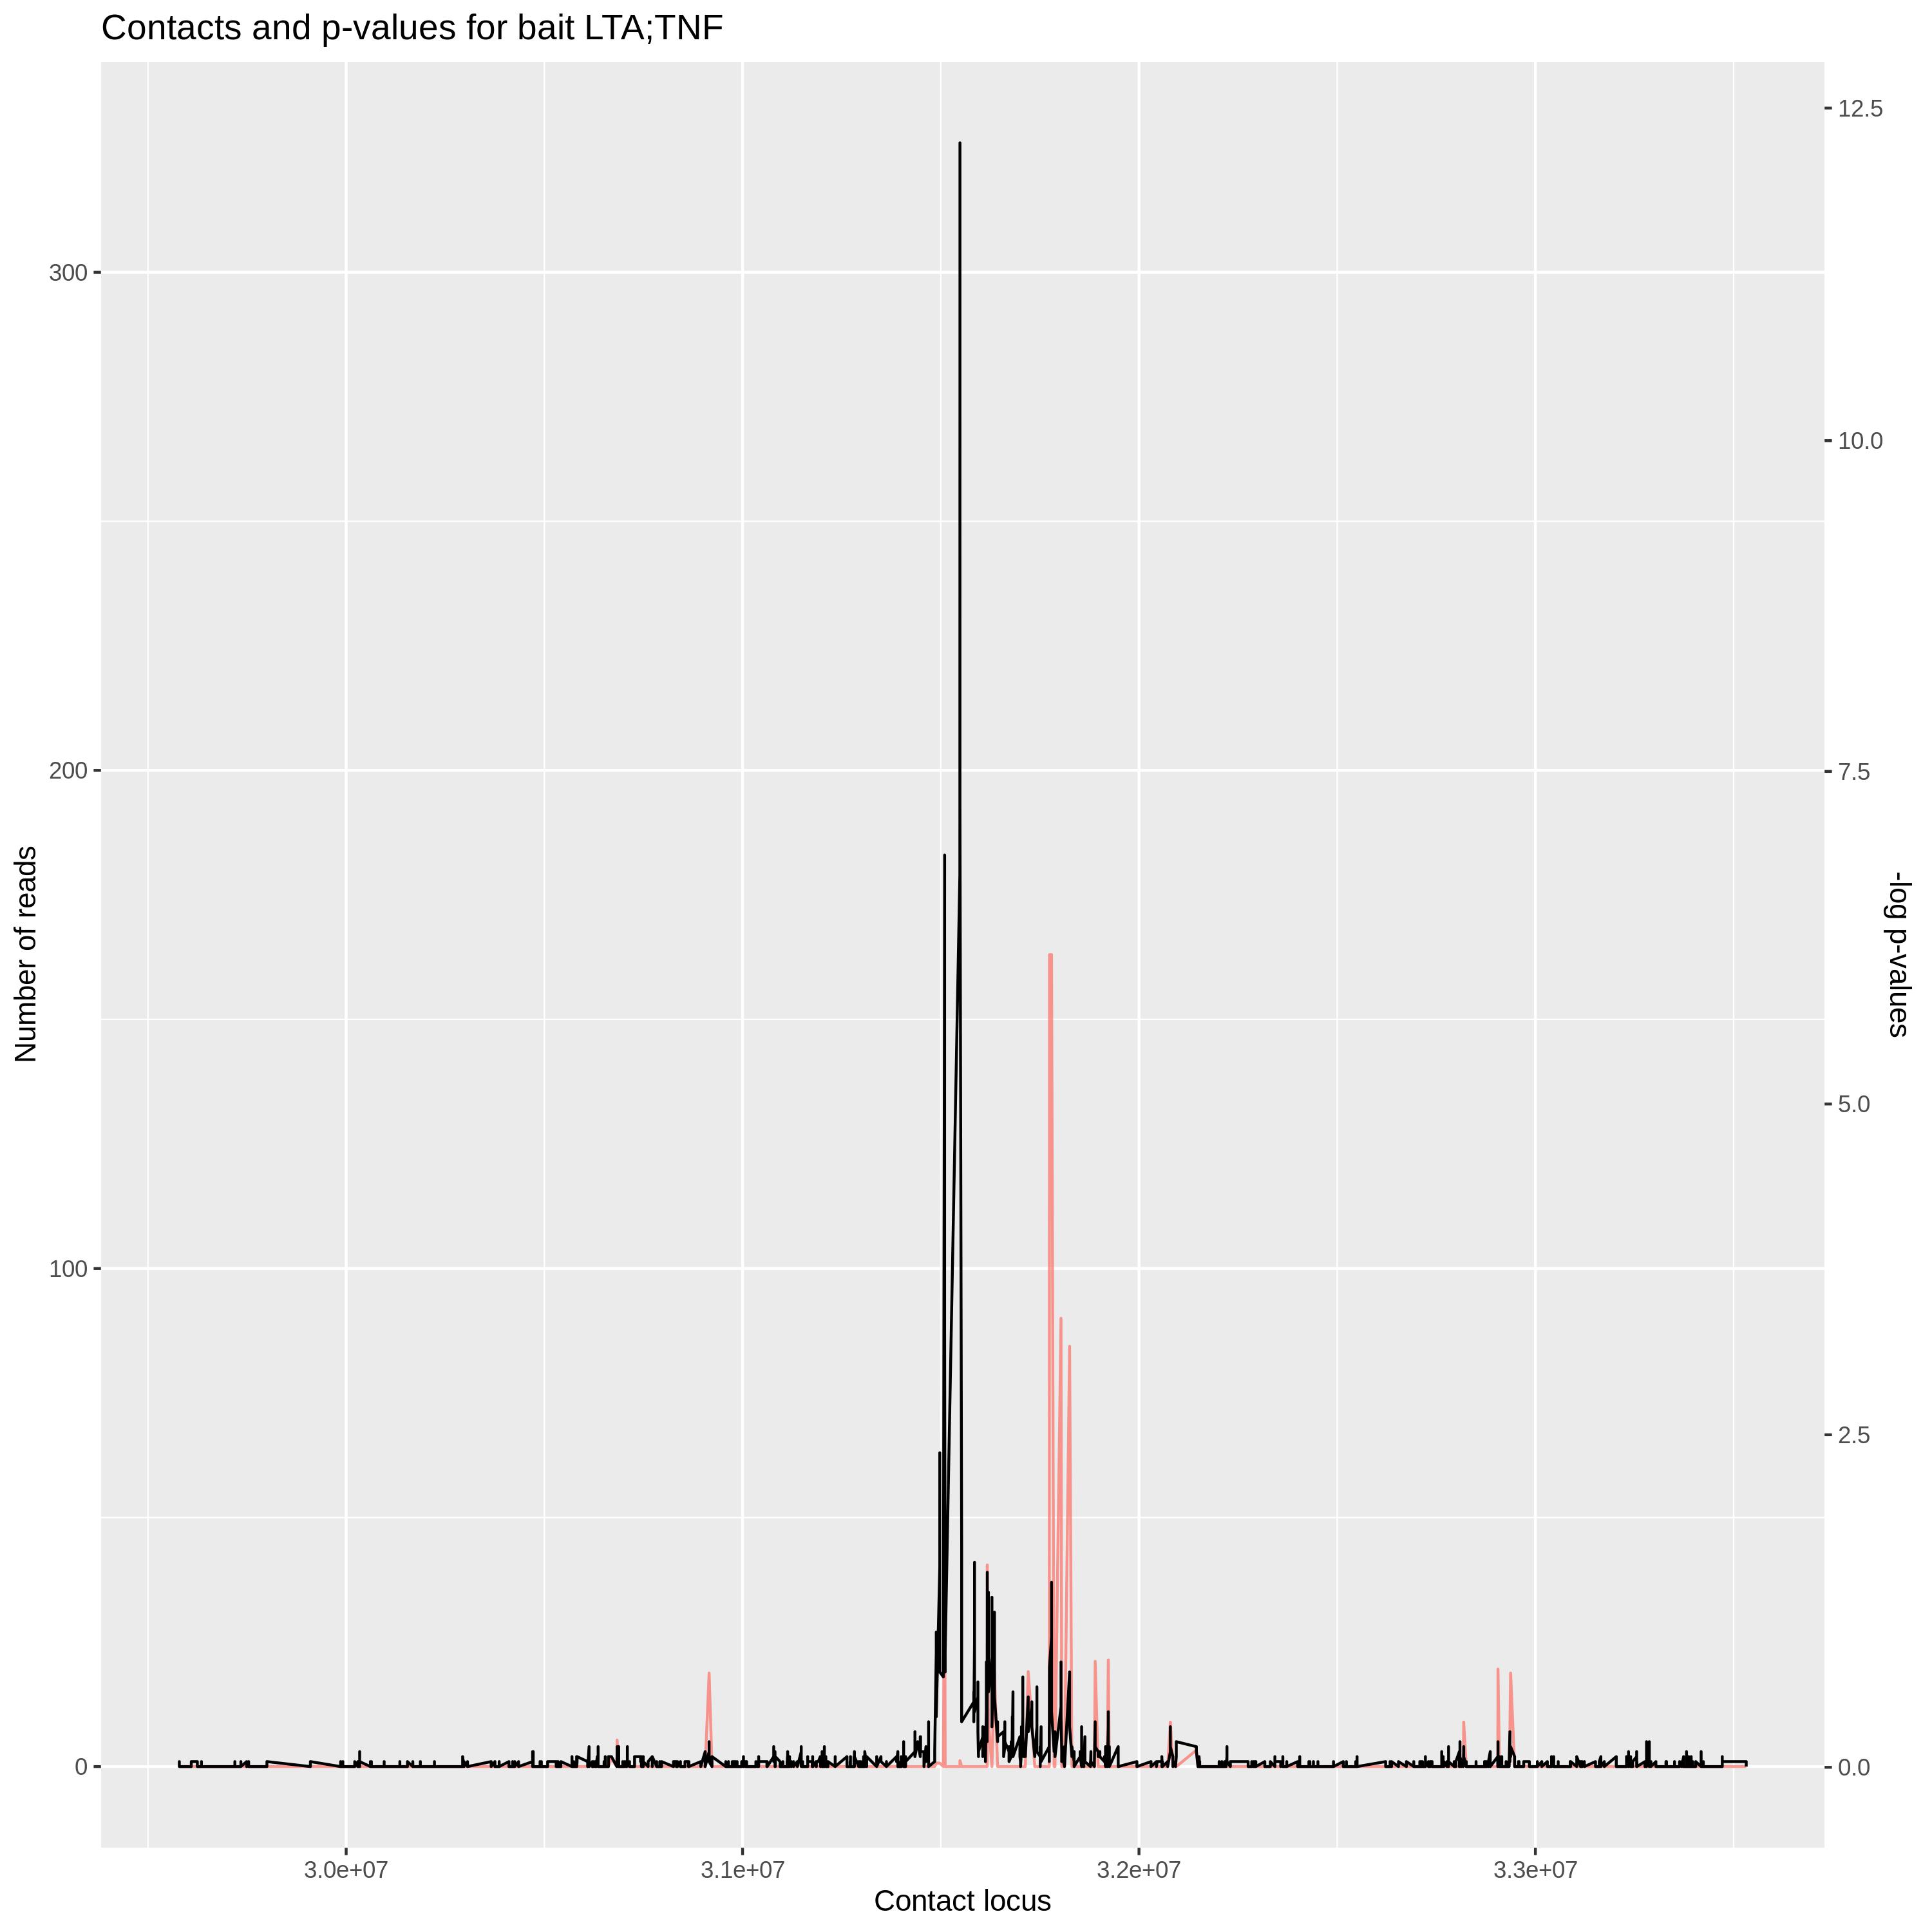 Contacts and p-values for bait LTA;TNF
Number of reads
300
200
100
0
12.5
10.0
7.5
5.0
2.5
0.0
-log p-values
3.0e+07
3.1e+07
3.2e+07
3.3e+07
Contact locus